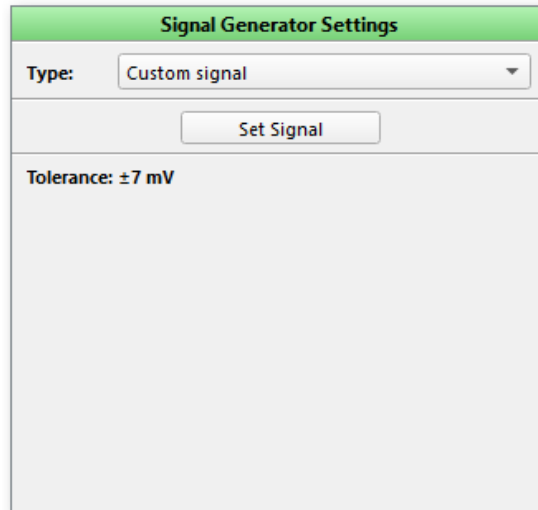 Signal Generator Settings
Type: Custom signal
Set Signal
Tolerance: ±7 mV